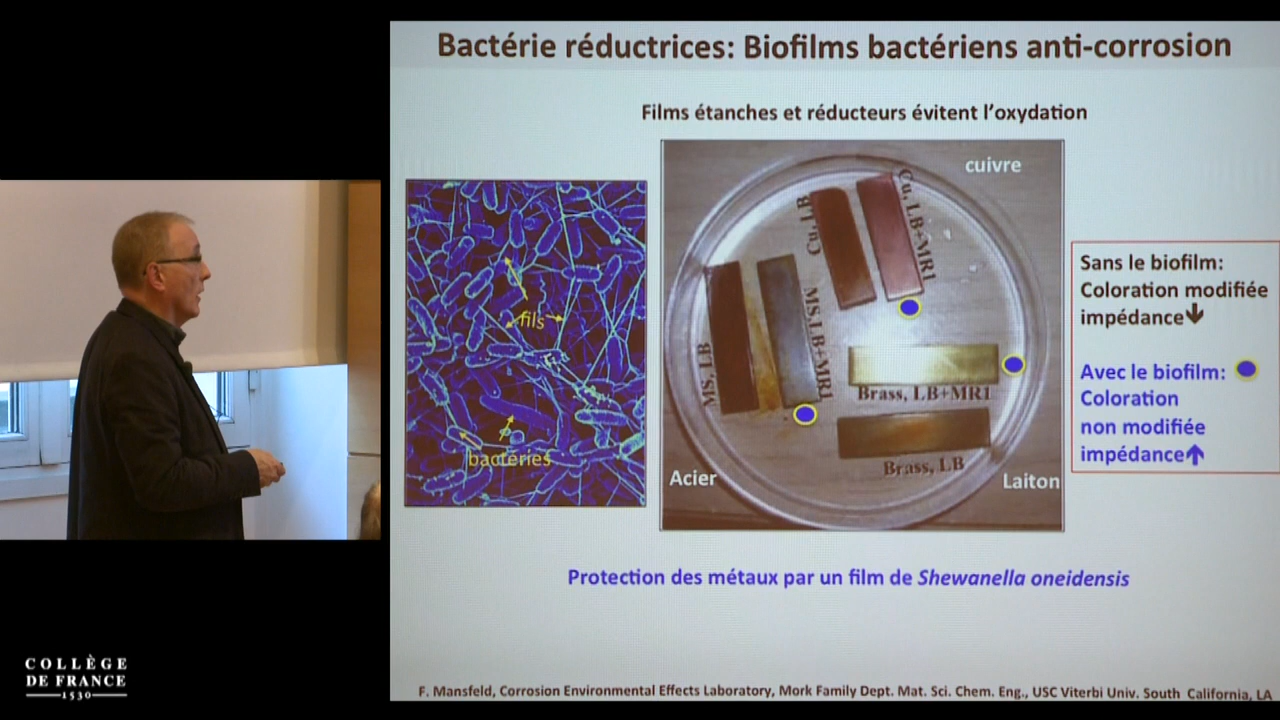 Bactérie réductrices: Biofilms bactériens anti-corrosion
Films étanches et réducteurs évitent l'oxydation
fils
bactéries
cuivre
Cu, LB
Cu, LB+MR1
MS, LB
MS LB+MR1
Brass, LB+MR1
Brass, LB
Acier
Laiton
Sans le biofilm:
Coloration modifiée
impédance↓
Avec le biofilm:
Coloration
non modifiée
impédance↑
Protection des métaux par un film de Shewanella oneidensis
F. Mansfeld, Corrosion Environmental Effects Laboratory, Mork Family Dept. Mat. Sci. Chem. Eng., USC Viterbi Univ. South California, LA
COLLÈGE
DE FRANCE
1530